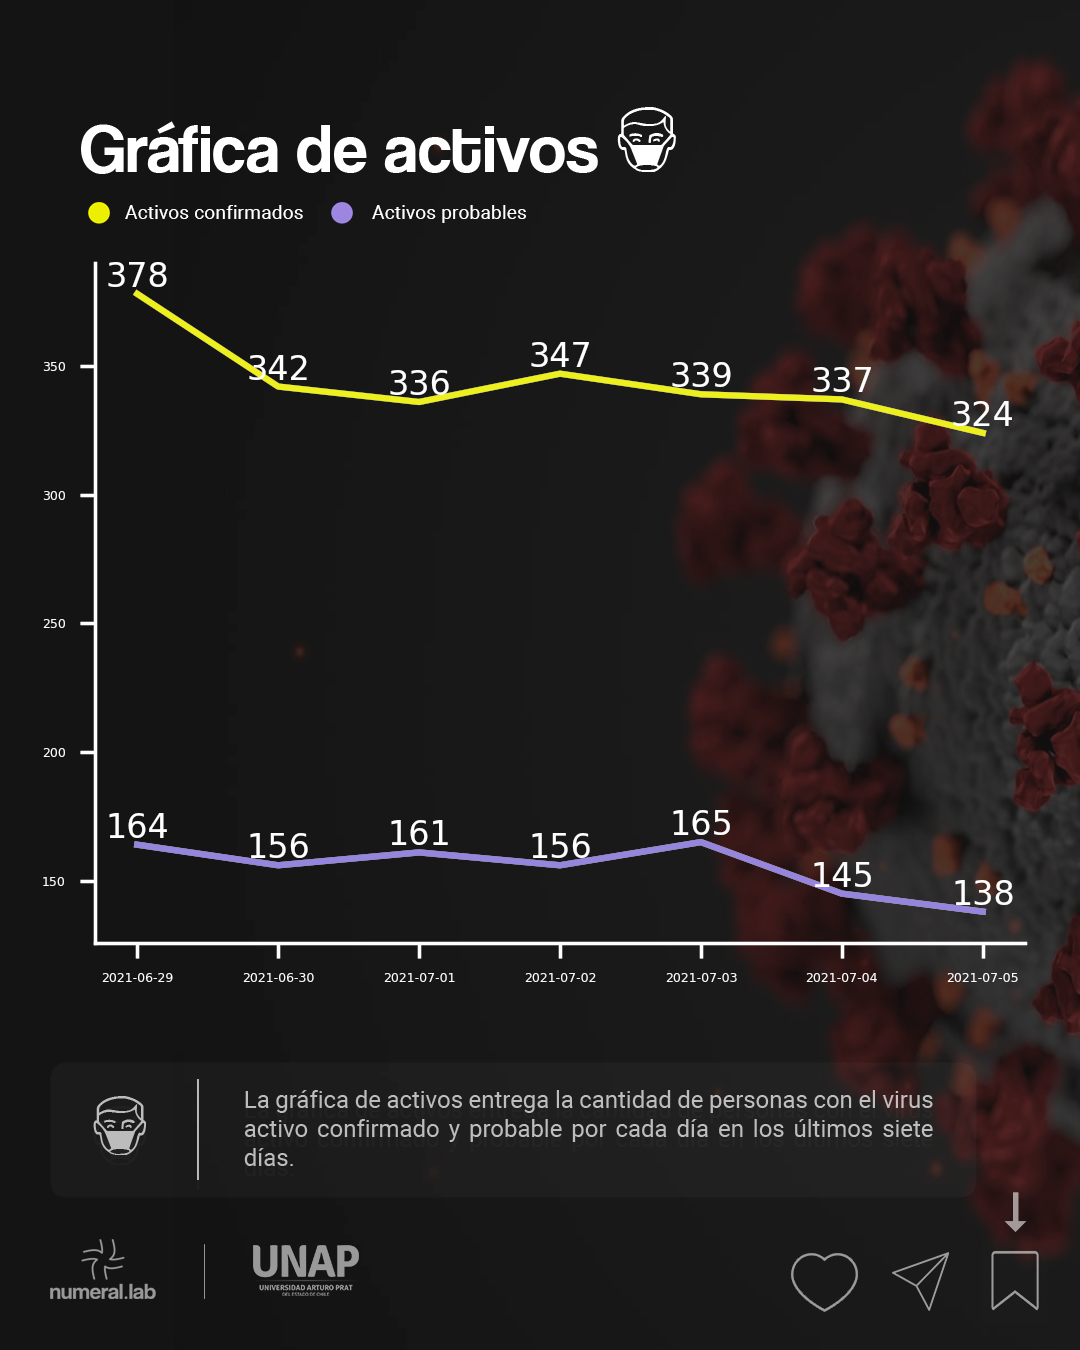 Gráfica de activos
Activos confirmados Activos probables
378
342
336
347
339
337
324
350
300
250
200
150
164
156
161
156
165
145
138
2021-06-29 2021-06-30 2021-07-01 2021-07-02 2021-07-03 2021-07-04 2021-07-05
La gráfica de activos entrega la cantidad de personas con el virus
activo confirmado y probable por cada día en los últimos siete
días.
numeral.lab
UNAP
UNIVERSIDAD ARTURO PRAT
DEL ESTADO DE CHILE